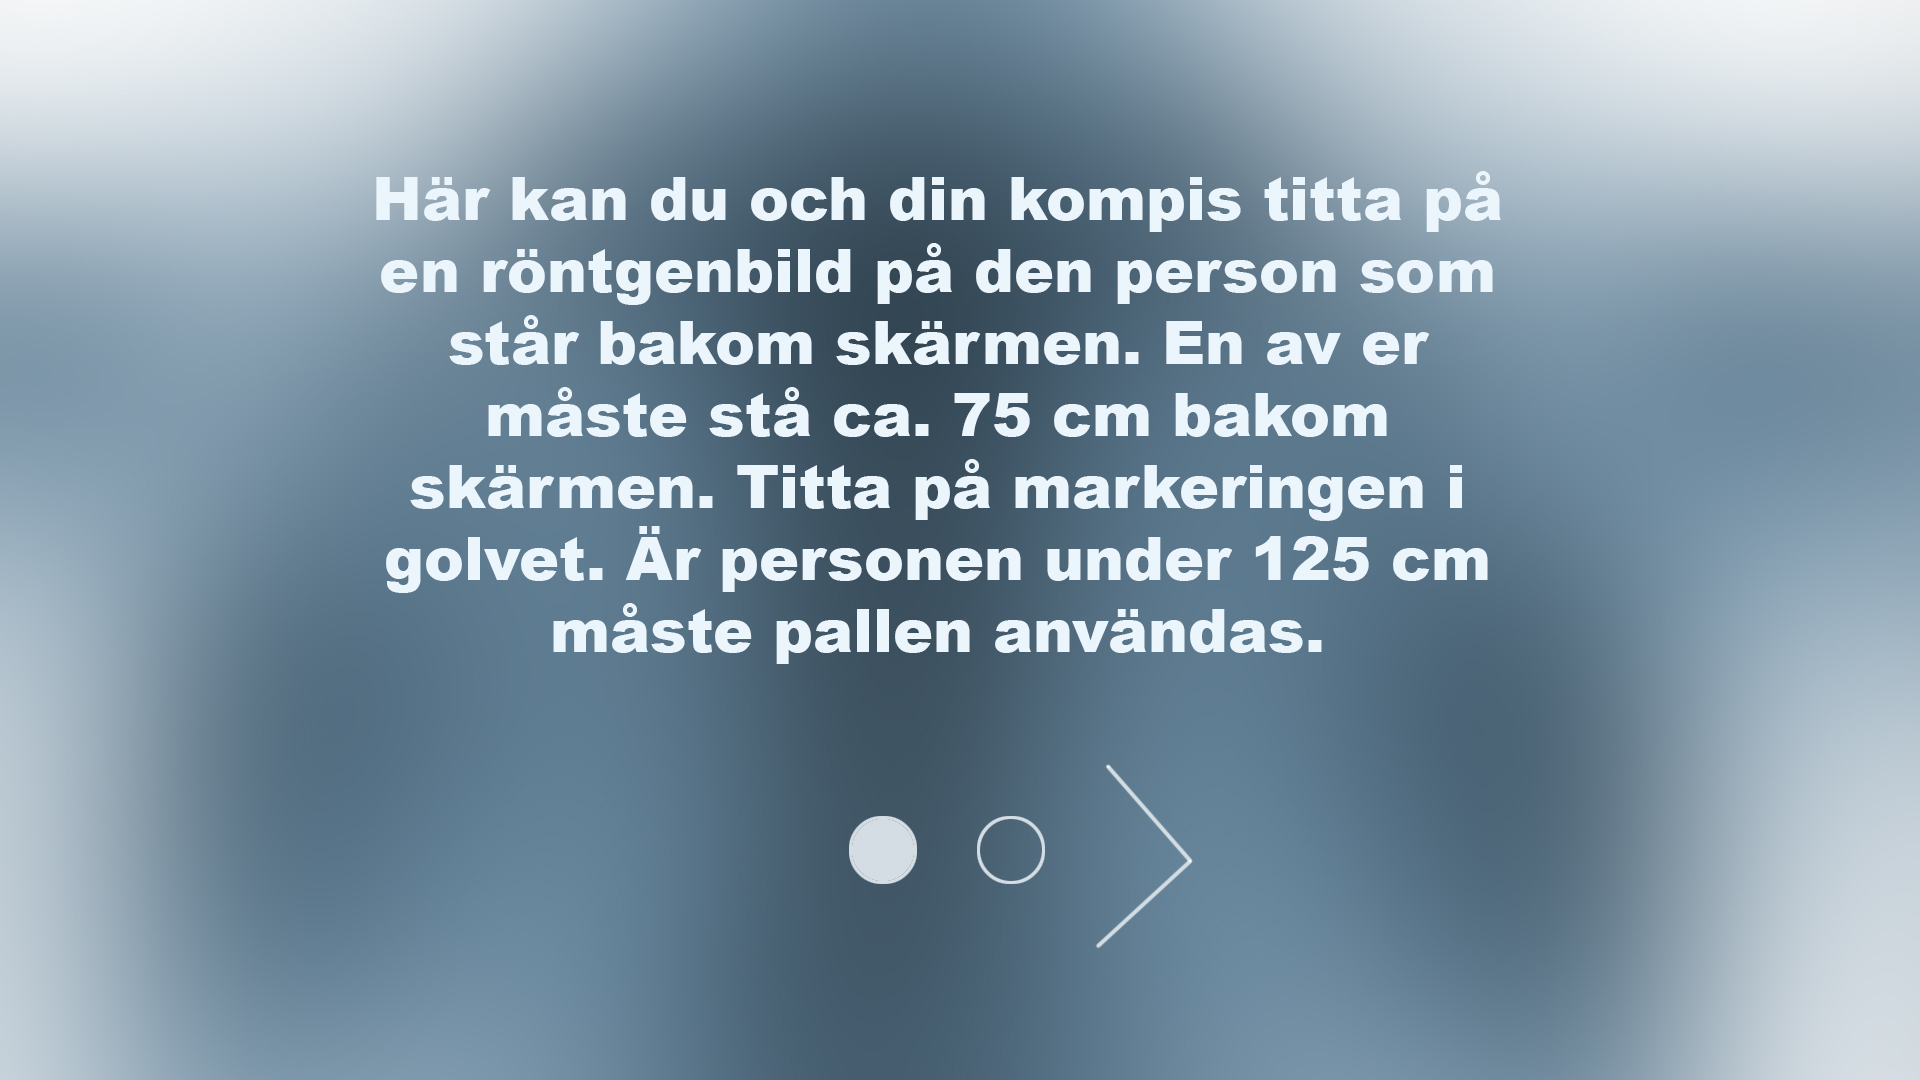 Här kan du och din kompis titta på
en röntgenbild på den person som
står bakom skärmen. En av er
måste stå ca. 75 cm bakom
skärmen. Titta på markeringen i
golvet. Är personen under 125 cm
måste pallen användas.